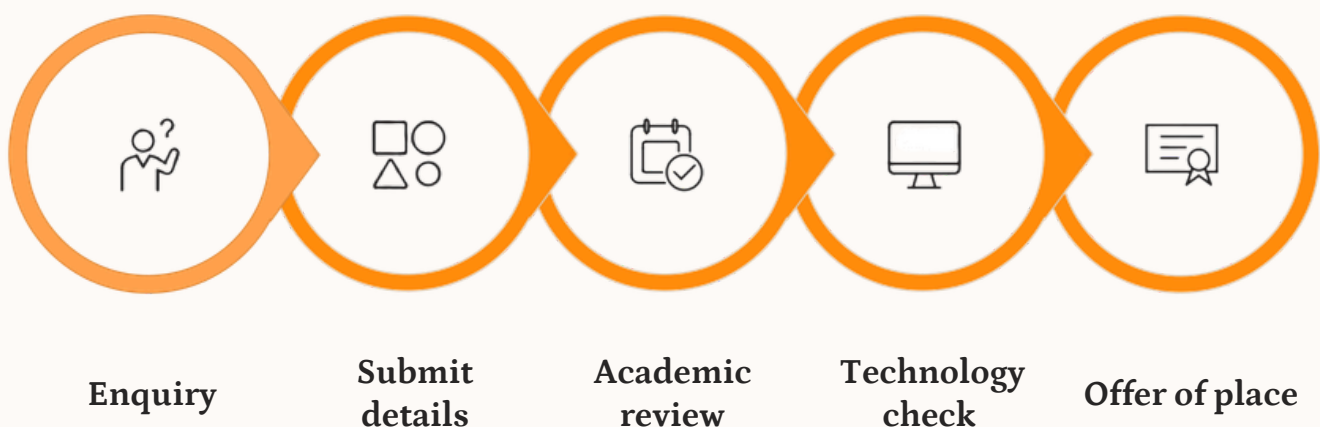 Enquiry
Submit
details
Academic
review
Technology
check
Offer of place